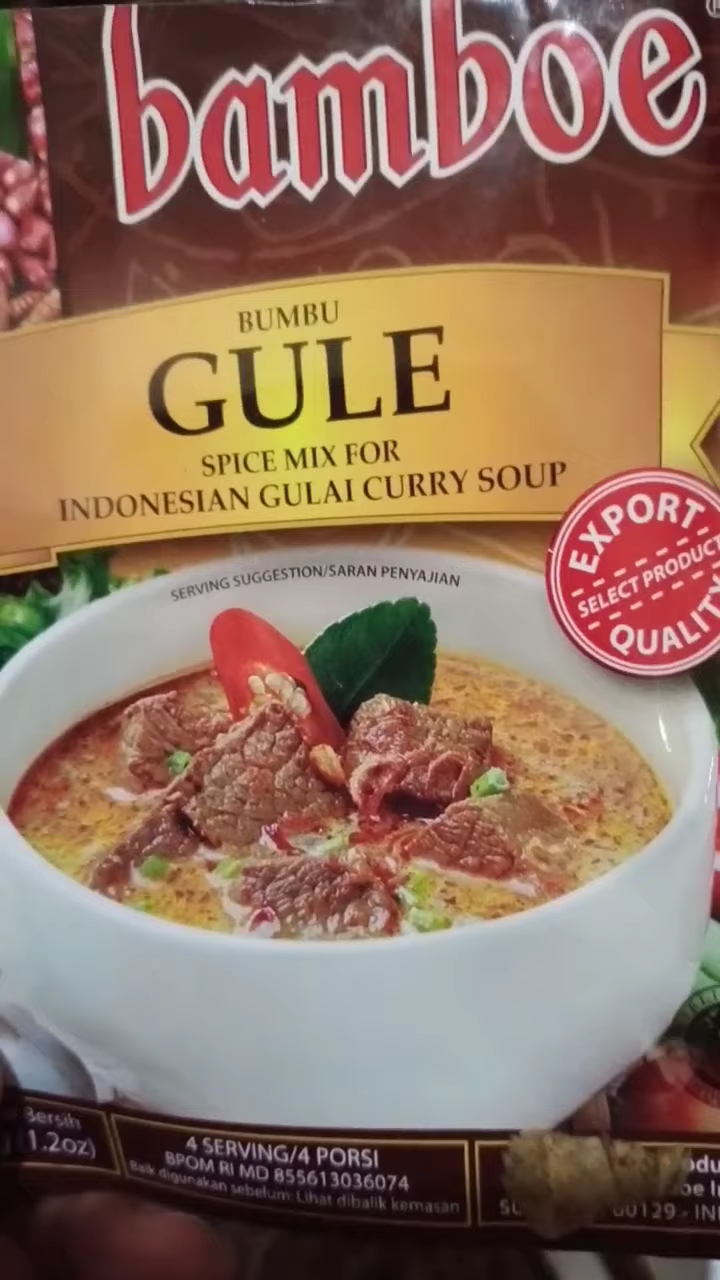 bamboe
BUMBU
GULE
SPICE MIX FOR
INDONESIAN GULAI CURRY SOUP
EXPORT
SELECT PRODUCT
QUALITY
SERVING SUGGESTION/SARAN PENYAJIAN
Bersih
(1.2oz)
4 SERVING/4 PORSI
BPOM RI MD 855613036074
Baik digunakan sebelum: Lihat dibalik kemasan